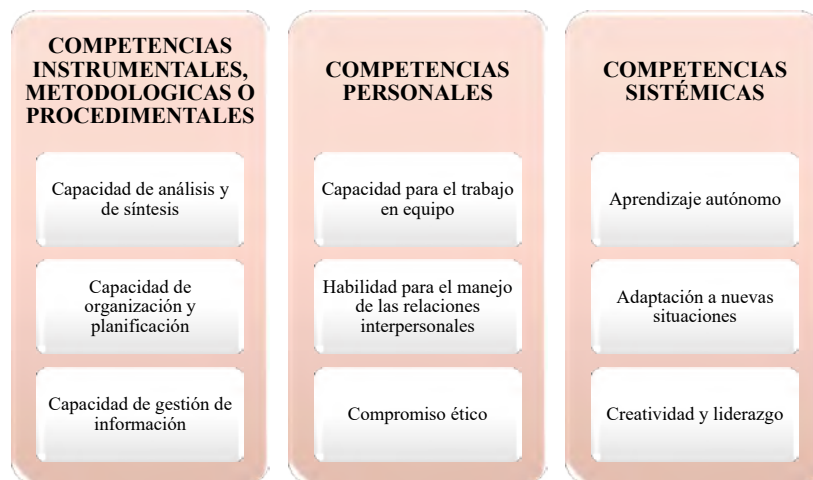 COMPETENCIAS
INSTRUMENTALES,
METODOLOGICAS O
PROCEDIMENTALES
Capacidad de análisis y
de síntesis
Capacidad de
organización y
planificación
Capacidad de gestión de
información
COMPETENCIAS
PERSONALES
Capacidad para el trabajo
en equipo
Habilidad para el manejo
de las relaciones
interpersonales
Compromiso ético
COMPETENCIAS
SISTÉMICAS
Aprendizaje autónomo
Adaptación a nuevas
situaciones
Creatividad y liderazgo